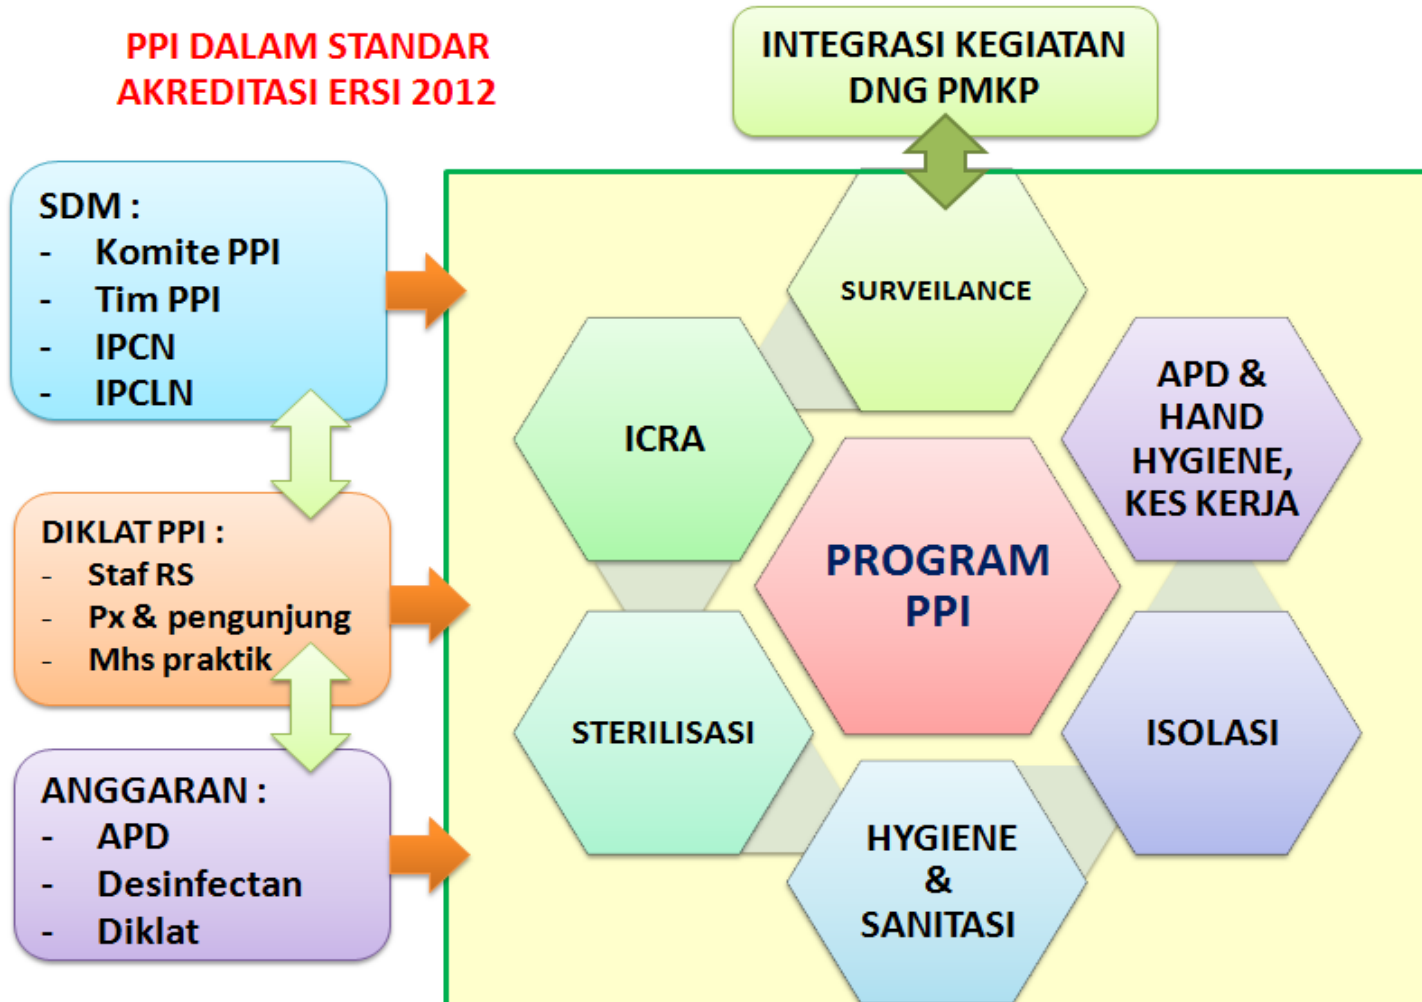 PPI DALAM STANDAR
AKREDITASI ERSI 2012
INTEGRASI KEGIATAN
DNG PMKP
SDM :
- Komite PPI
- Tim PPI
- IPCN
- IPCLN
DIKLAT PPI :
- Staf RS
- Px & pengunjung
- Mhs praktik
ANGGARAN :
- APD
- Desinfectan
- Diklat
SURVEILANCE
APD &
HAND
HYGIENE,
KES KERJA
ICRA
PROGRAM
PPI
STERILISASI
ISOLASI
HYGIENE
&
SANITASI